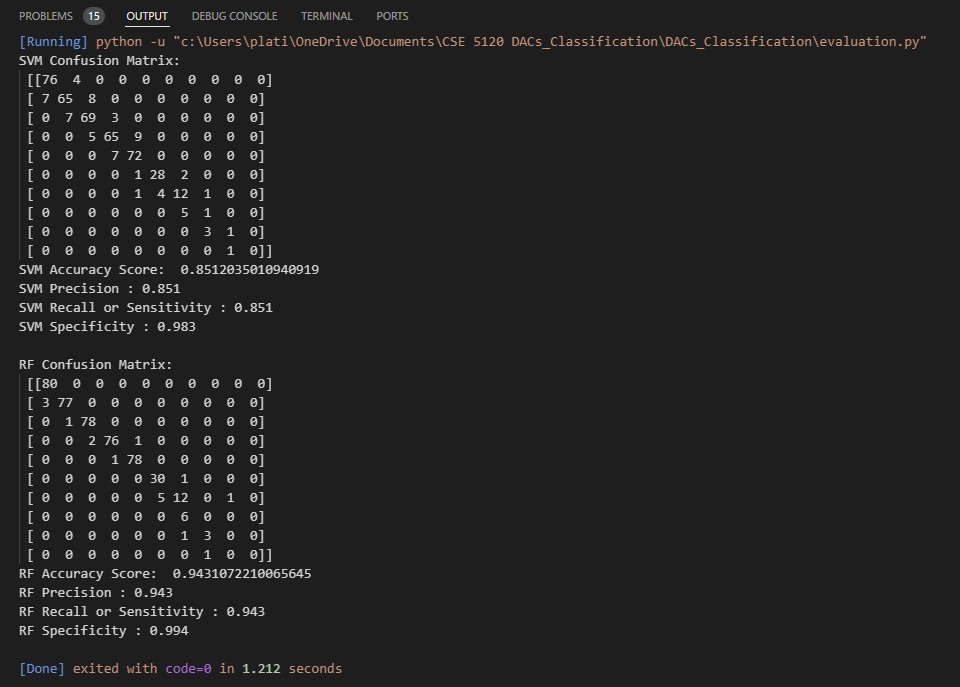 PROBLEMS 15 OUTPUT DEBUG CONSOLE TERMINAL PORTS
[Running] python -u "c:\Users\plati\OneDrive\Documents\CSE 5120 DACs_Classification\DACs_Classification\evaluation.py"
SVM Confusion Matrix:
[[76  4  0  0  0  0  0  0  0  0]
[ 7 65  8  0  0  0  0  0  0  0]
[ 0  7 69  3  0  0  0  0  0  0]
[ 0  0  5 65  9  0  0  0  0  0]
[ 0  0  0  7 72  0  0  0  0  0]
[ 0  0  0  0  1 28  2  0  0  0]
[ 0  0  0  0  1  4 12  1  0  0]
[ 0  0  0  0  0  0  5  1  0  0]
[ 0  0  0  0  0  0  0  3  1  0]
[ 0  0  0  0  0  0  0  0  1  0]]
SVM Accuracy Score:  0.8512035010940919
SVM Precision : 0.851
SVM Recall or Sensitivity : 0.851
SVM Specificity : 0.983
RF Confusion Matrix:
[[80  0  0  0  0  0  0  0  0  0]
[ 3 77  0  0  0  0  0  0  0  0]
[ 0  1 78  0  0  0  0  0  0  0]
[ 0  0  2 76  1  0  0  0  0  0]
[ 0  0  0  1 78  0  0  0  0  0]
[ 0  0  0  0  0 30  1  0  0  0]
[ 0  0  0  0  0  5 12  0  1  0]
[ 0  0  0  0  0  0  6  0  0  0]
[ 0  0  0  0  0  0  1  3  0  0]
[ 0  0  0  0  0  0  0  1  0  0]]
RF Accuracy Score:  0.9431072210065645
RF Precision : 0.943
RF Recall or Sensitivity : 0.943
RF Specificity : 0.994
[Done] exited with code=0 in 1.212 seconds